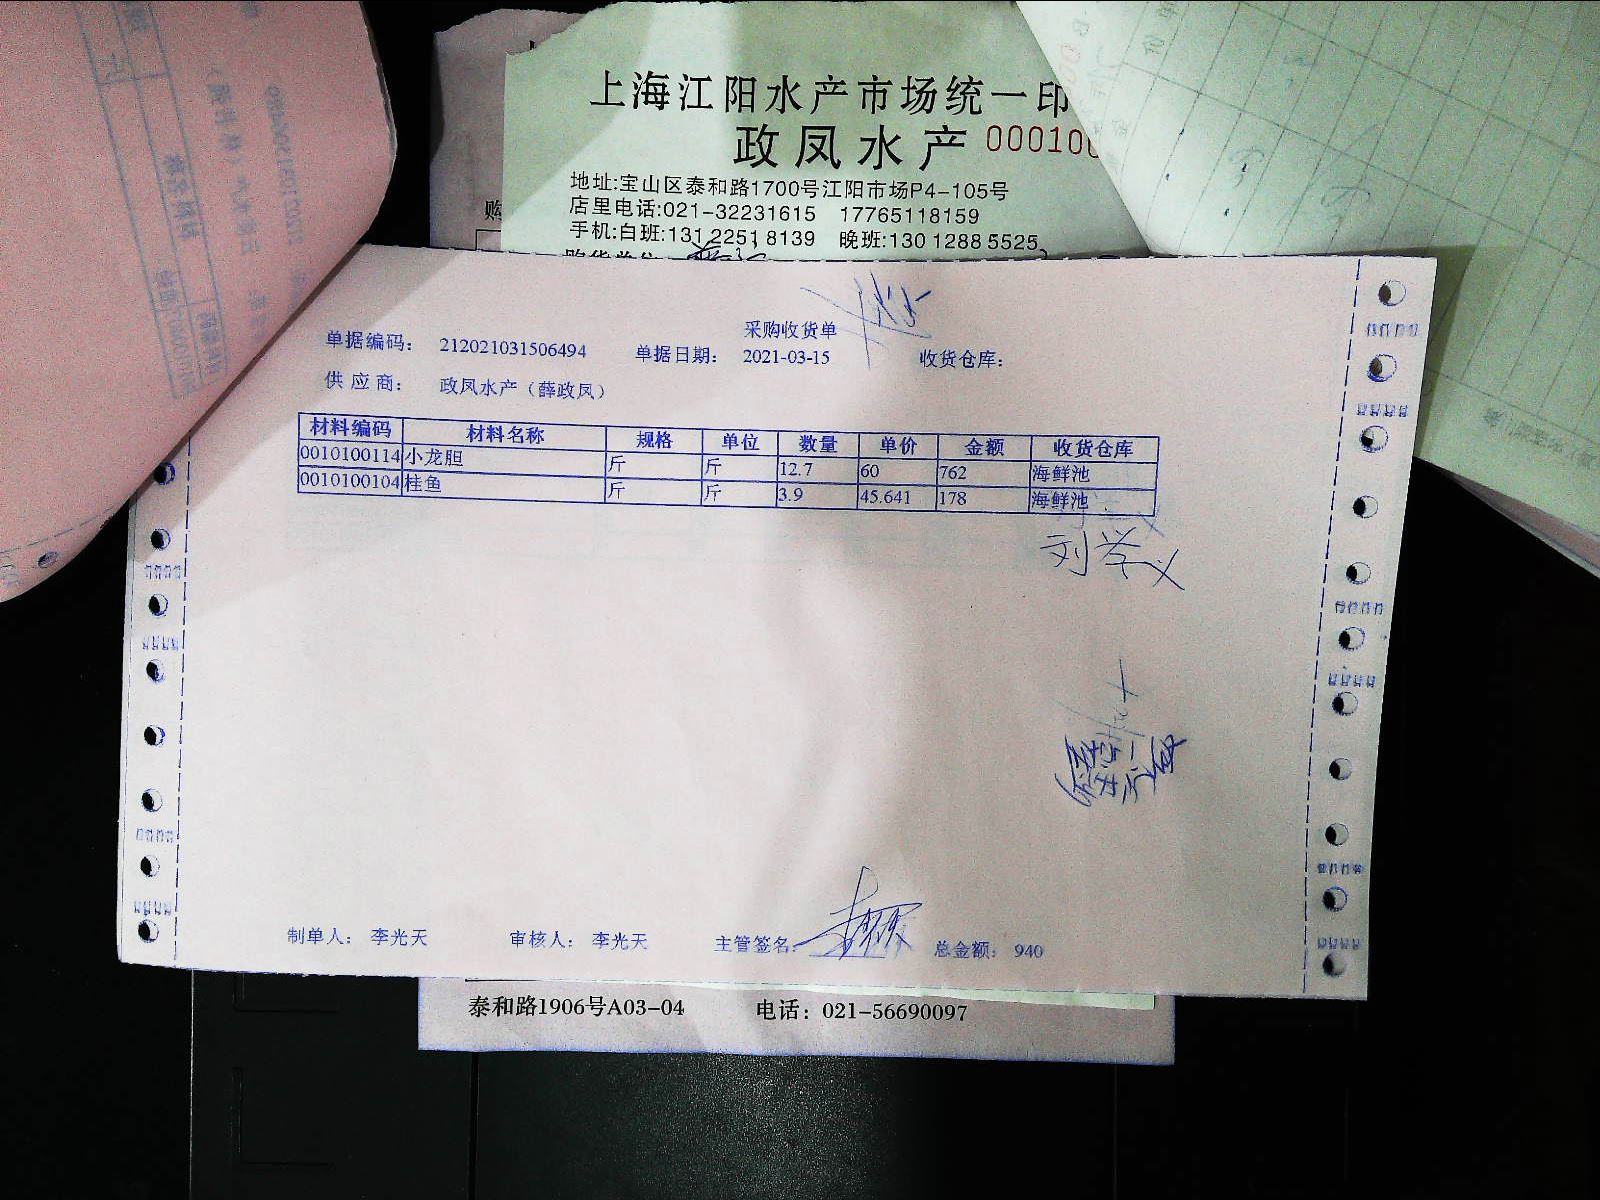 上海江阳水产市场统一印
政凤水产 000100
地址:宝山区泰和路1700号江阳市场P4-105号
店里电话:021-32231615 17765118159
手机:白班:131 2251 8139 晚班:130 1288 5525
购
购货单位
采购收货单
单据编码: 212021031506494 单据日期: 2021-03-15 收货仓库:
供应商: 政凤水产（薛政凤）
材料编码 材料名称 规格 单位 数量 单价 金额 收货仓库
0010100114 小龙胆 斤 斤 12.7 60 762 海鲜池
0010100104 桂鱼 斤 斤 3.9 45.641 178 海鲜池
刘学义
制单人: 李光天 审核人: 李光天 主管签名: 总金额: 940
泰和路1906号A03-04 电话: 021-56690097